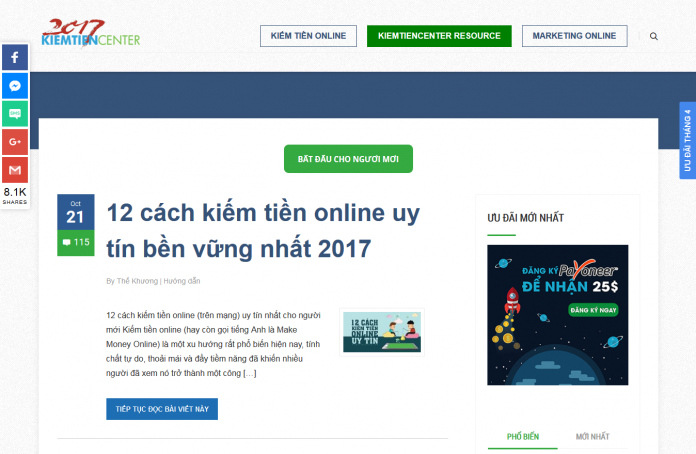 2017
KIEMTIENCENTER
KIẾM TIỀN ONLINE
KIEMTIENCENTER RESOURCE
MARKETING ONLINE
8.1K
SHARES
ƯU ĐÃI THÁNG 4
BẮT ĐẦU CHO NGƯỜI MỚI
Oct
21
115
12 cách kiếm tiền online uy
tín bền vững nhất 2017
By Thế Khương | Hướng dẫn
12 cách kiếm tiền online (trên mạng) uy tín nhất cho người
mới Kiếm tiền online (hay còn gọi tiếng Anh là Make
Money Online) là một xu hướng rất phổ biến hiện nay, tính
chất tự do, thoải mái và đầy tiềm năng đã khiến nhiều
người đã xem nó trở thành một công […]
12 CÁCH
KIẾM TIỀN
ONLINE
UY TÍN
TIẾP TỤC ĐỌC BÀI VIẾT NÀY
ƯU ĐÃI MỚI NHẤT
ĐĂNG KÝ Payoneer
ĐỂ NHẬN 25$
ĐĂNG KÝ NGAY
PHỔ BIẾN
MỚI NHẤT